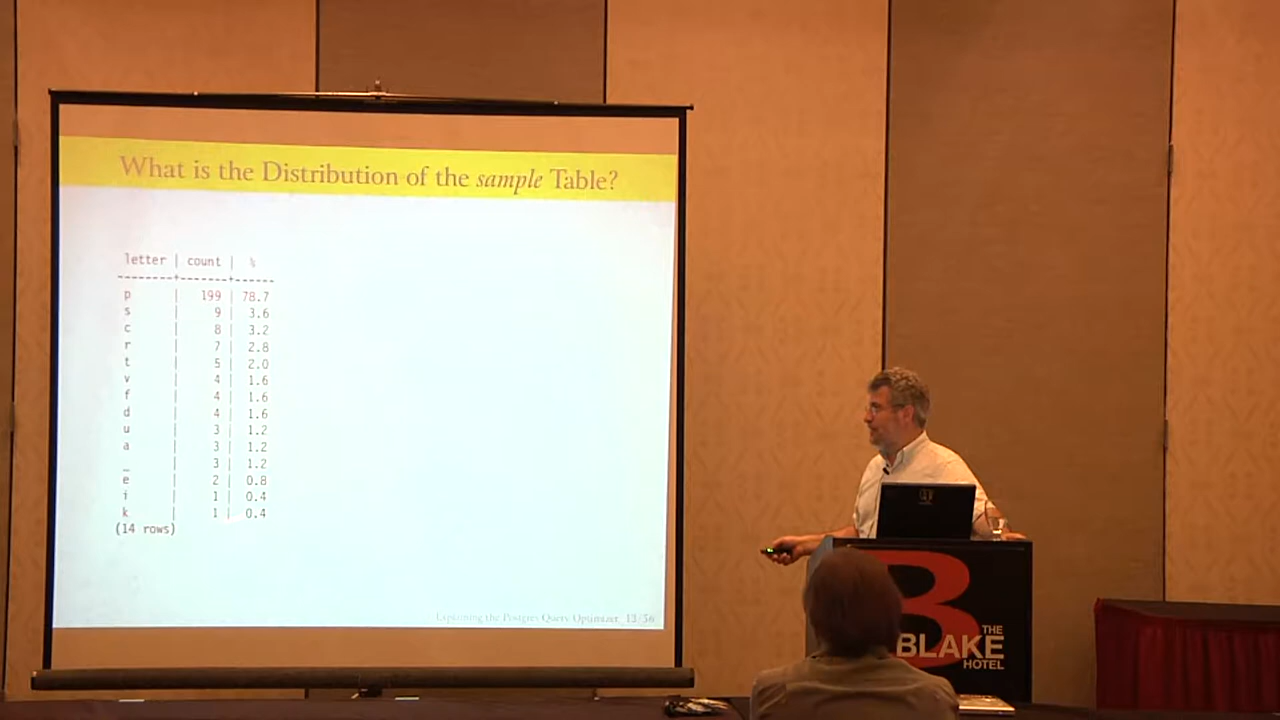 What is the Distribution of the sample Table?
letter | count | %
--------+-------+------
p | 199 | 78.7
s | 9 | 3.6
c | 8 | 3.2
r | 7 | 2.8
t | 5 | 2.0
v | 4 | 1.6
f | 4 | 1.6
d | 4 | 1.6
u | 3 | 1.2
a | 3 | 1.2
_ | 3 | 1.2
e | 2 | 0.8
i | 1 | 0.4
k | 1 | 0.4
(14 rows)
Explaining the Postgres Query Optimizer 13/56
B
THE
BLAKE
HOTEL